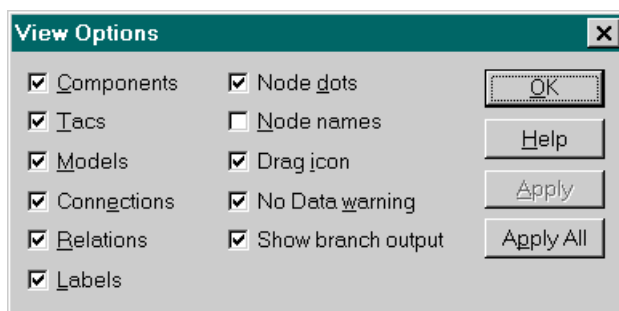 View Options
Components
Tacs
Models
Connections
Relations
Labels
Node dots
Node names
Drag icon
No Data warning
Show branch output
OK
Help
Apply
Apply All